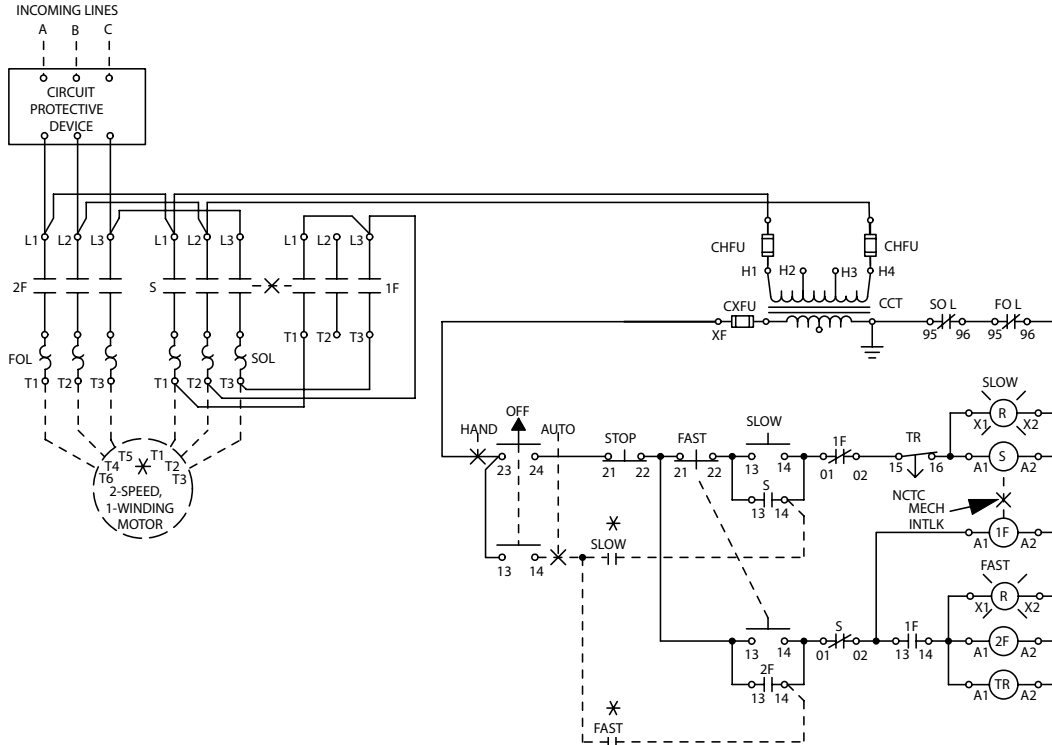 INCOMING LINES
A B C
CIRCUIT
PROTECTIVE
DEVICE
L1 L2 L3 L1 L2 L3 L1 L2 L3
2F S 1F
T1 T2 T3
FOL SOL
T1 T2 T3 T1 T2 T3
T5 T1
T4 T2
T6 T3
2-SPEED,
1-WINDING
MOTOR
CHFU CHFU
H1 H2 H3 H4
CXFU CCT SO L FO L
XF 95 96 95 96
OFF
HAND AUTO
23 24
STOP
21 22
FAST
21 22
SLOW
13 14
S
13 14
1F
01 02
TR
15 16
NCTC
SLOW
R
X1 X2
S
A1 A2
MECH
INTLK
1F
A1 A2
13 14
SLOW
13 14
2F
13 14
S
01 02
1F
13 14
FAST
R
X1 X2
2F
A1 A2
TR
A1 A2
FAST